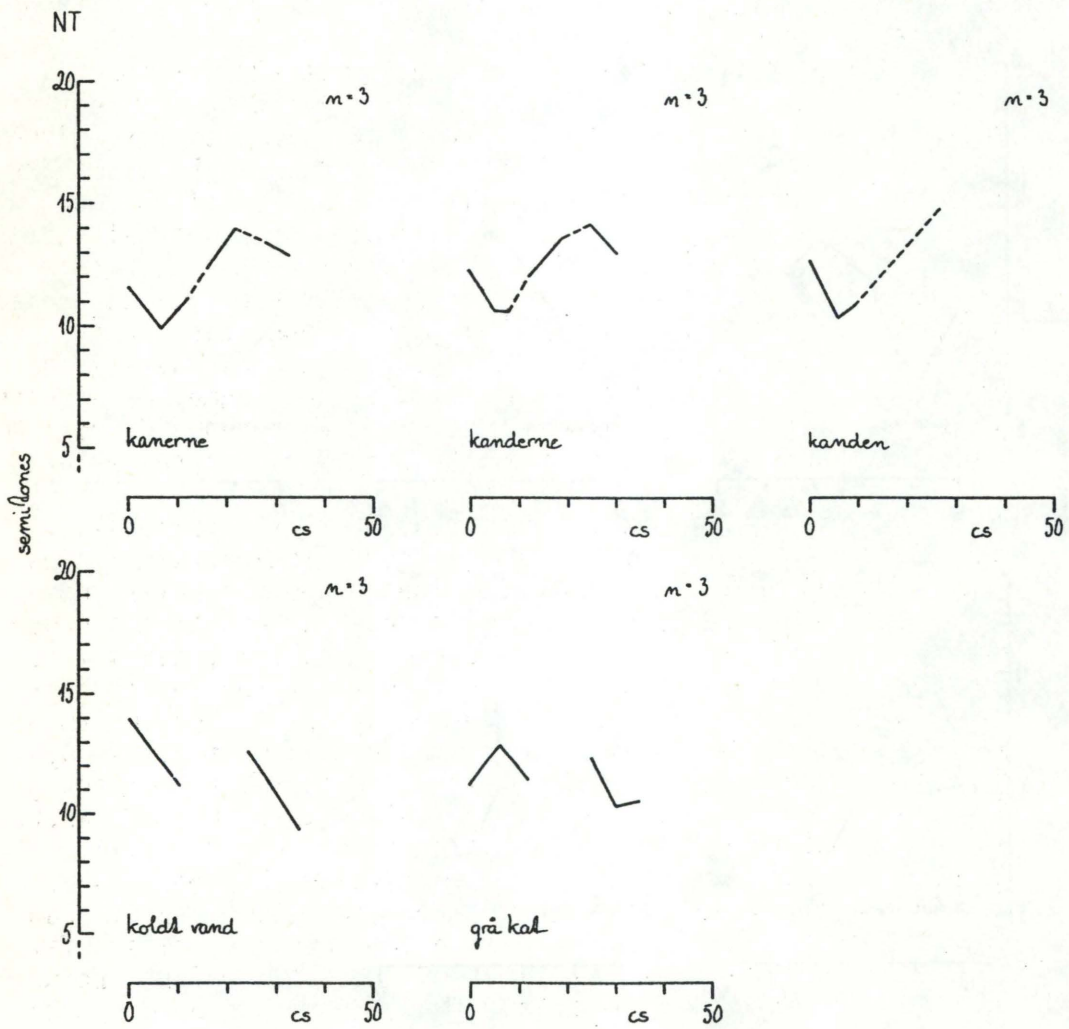 NT
20
n=3
n=3
n=3
15
10
kanerne
kanderne
kanden
5
semitones
0
cs
50
0
cs
50
0
cs
50
20
n=3
n=3
15
10
koldt vand
grå kat
5
0
cs
50
0
cs
50